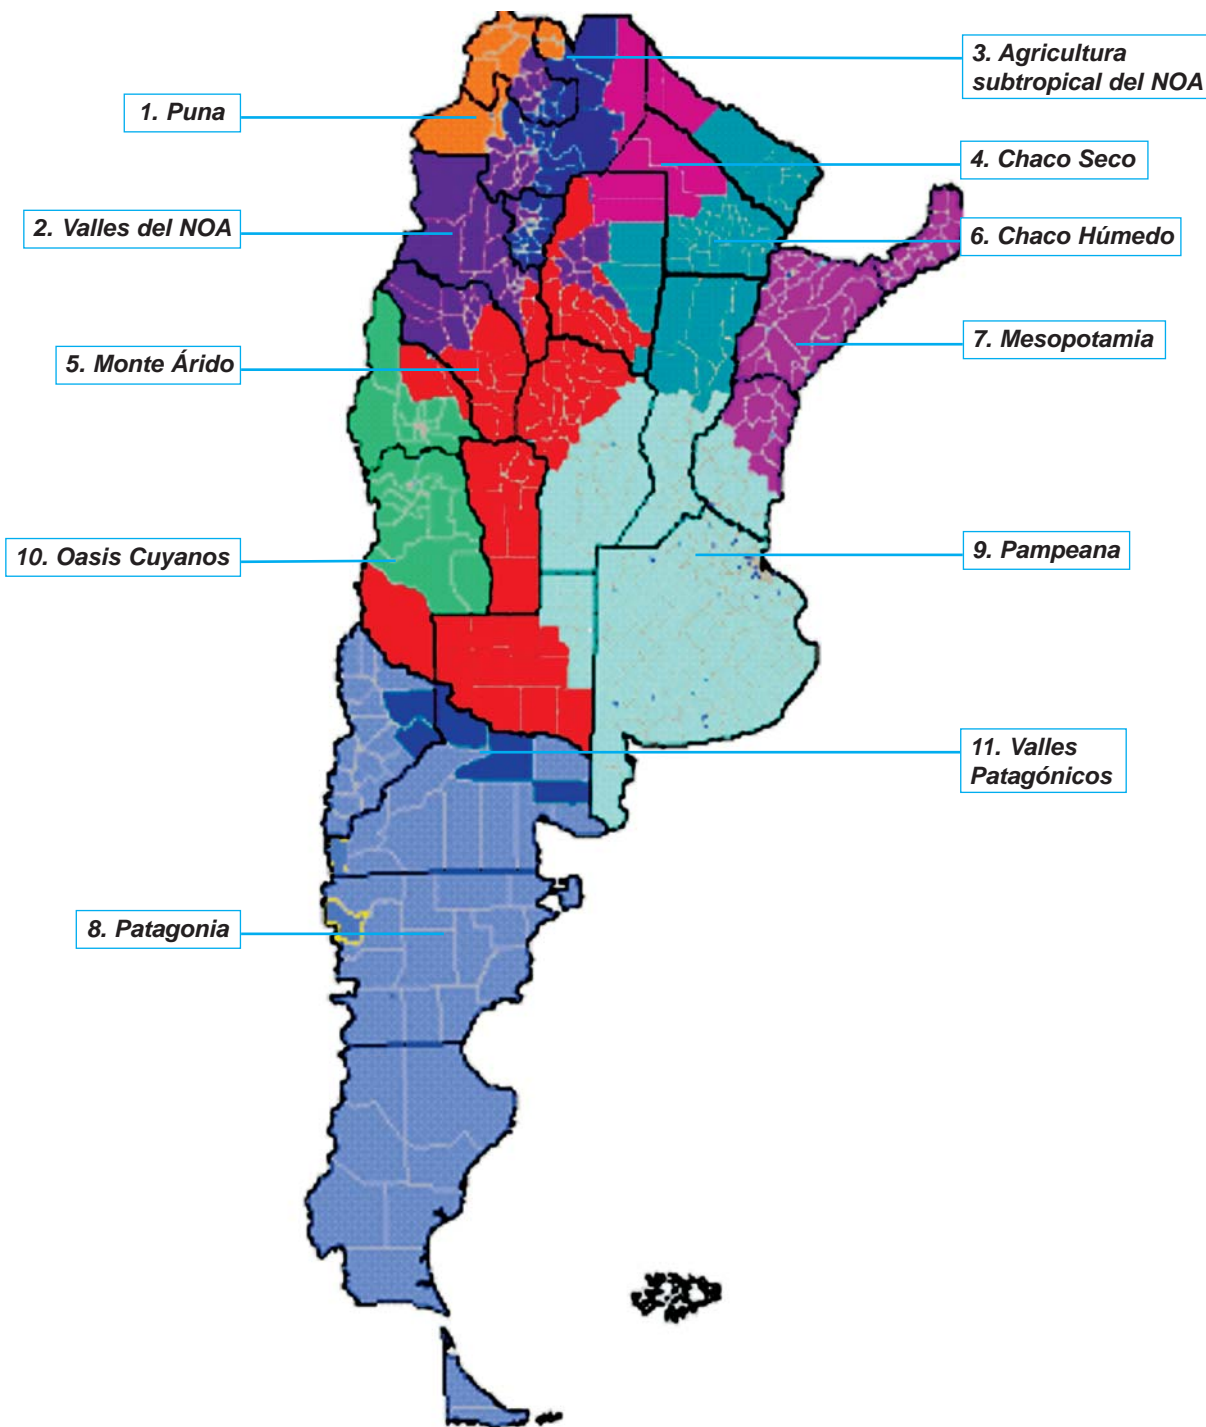 3. Agricultura
subtropical del NOA
1. Puna
4. Chaco Seco
2. Valles del NOA
6. Chaco Húmedo
7. Mesopotamia
5. Monte Árido
10. Oasis Cuyanos
9. Pampeana
11. Valles
Patagónicos
8. Patagonia